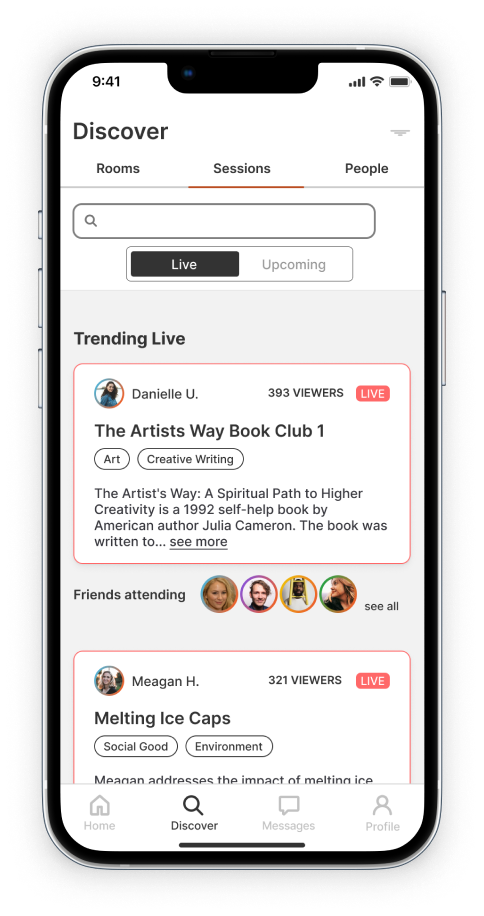 9:41
Discover
Rooms Sessions People
Live Upcoming
Trending Live
Danielle U. 393 VIEWERS LIVE
The Artists Way Book Club 1
Art Creative Writing
The Artist's Way: A Spiritual Path to Higher
Creativity is a 1992 self-help book by
American author Julia Cameron. The book was
written to... see more
Friends attending see all
Meagan H. 321 VIEWERS LIVE
Melting Ice Caps
Social Good Environment
Meagan addresses the impact of melting ice
Home Discover Messages Profile